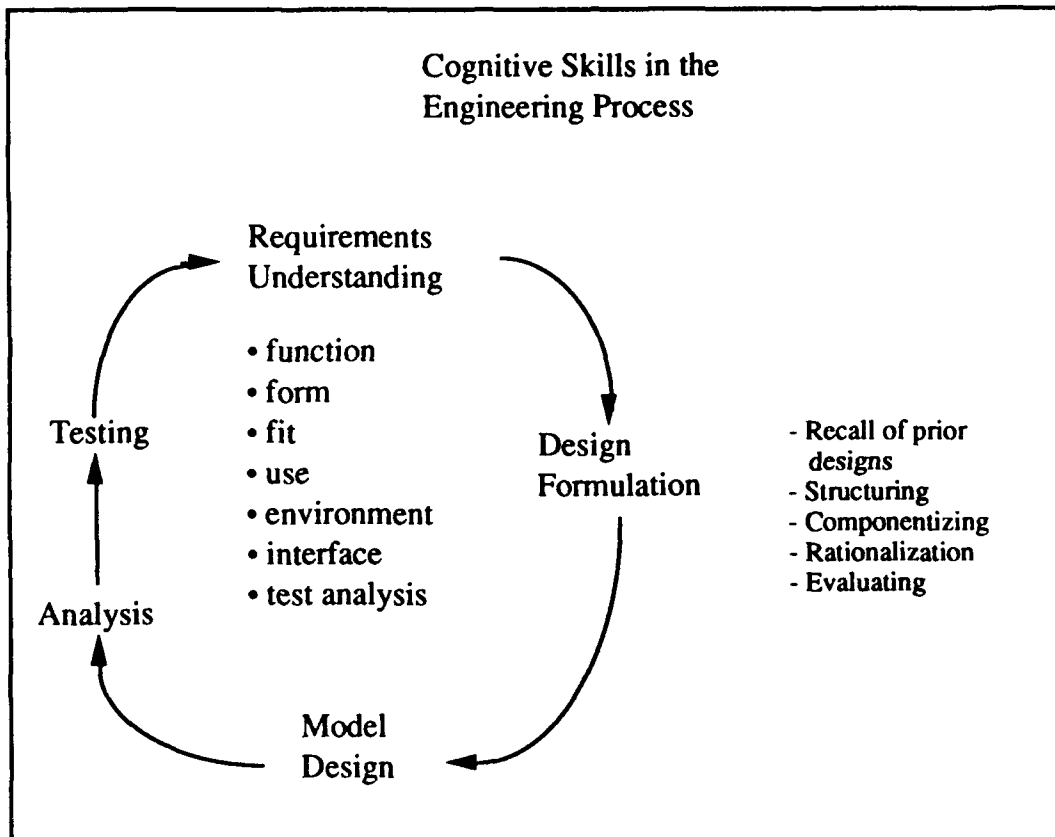 Cognitive Skills in the
Engineering Process
Requirements
Understanding
• function
• form
• fit
• use
• environment
• interface
• test analysis
Design
Formulation
- Recall of prior
designs
- Structuring
- Componentizing
- Rationalization
- Evaluating
Model
Design
Analysis
Testing